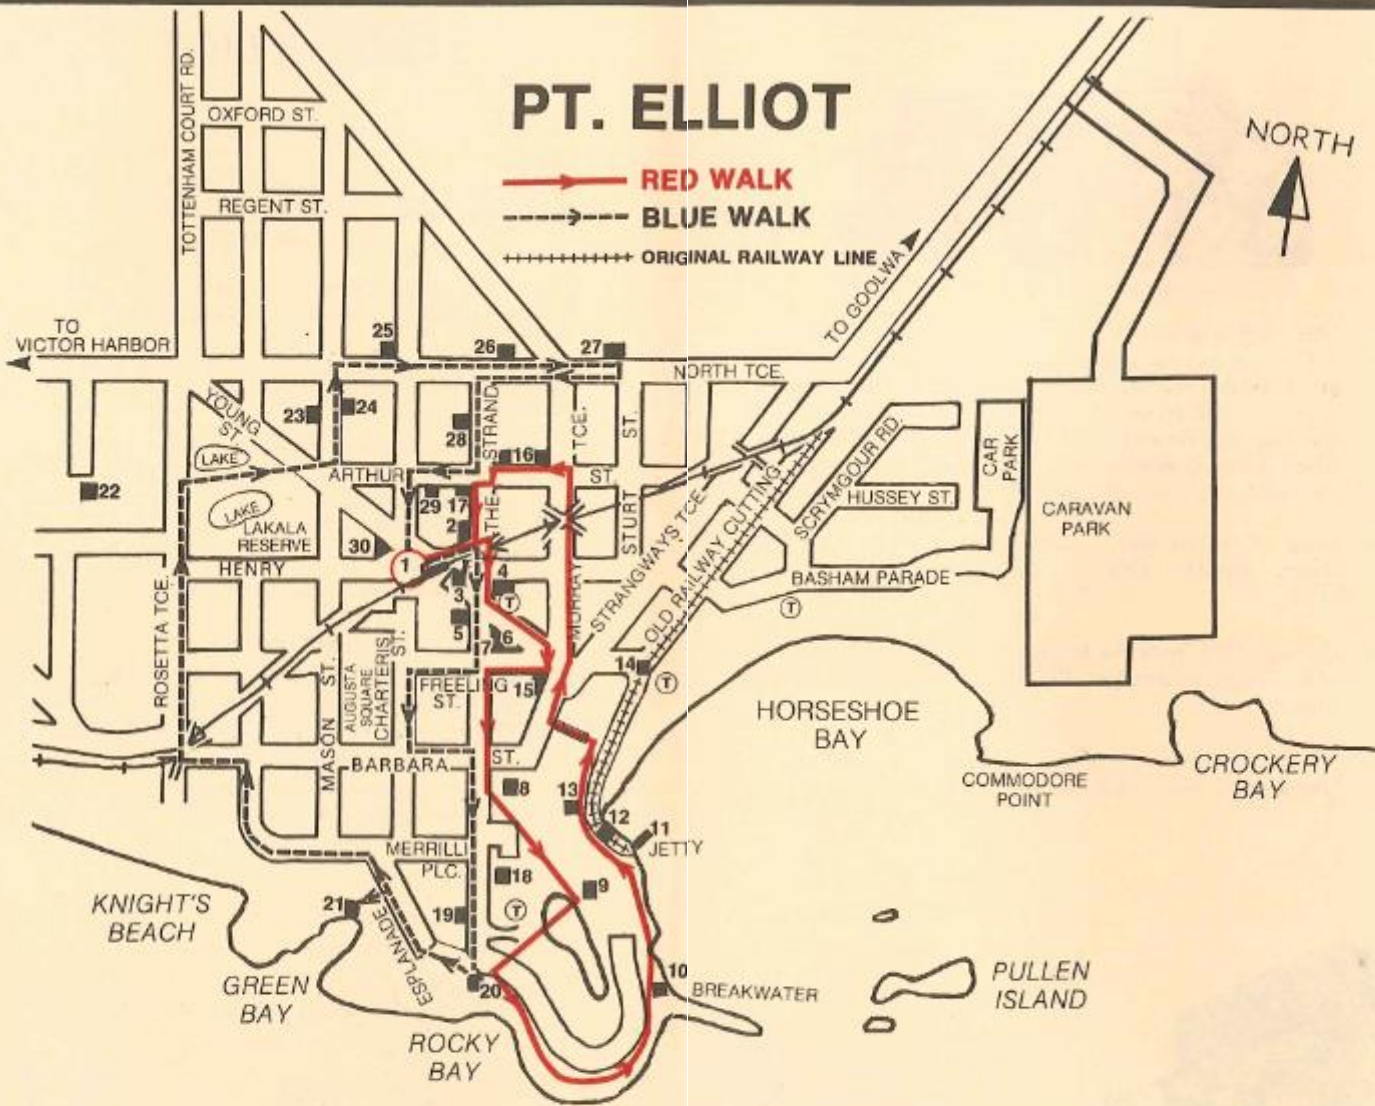 PT. ELLIOT
RED WALK
BLUE WALK
ORIGINAL RAILWAY LINE
NORTH
TOTTENHAM COURT RD.
OXFORD ST.
REGENT ST.
TO GOOLWA
TO
VICTOR HARBOR
25
26
27
NORTH TCE.
YOUNG
ST
23
24
28
STRAND
TCE.
ST.
LAKE
ARTHUR
16
ST.
22
LAKE
LAKALA
RESERVE
29
17
THE
2
STURT
STRANGWAYS TCE
OLD RAILWAY CUTTING
SCRYMGOUR RD.
HUSSEY ST.
CAR
PARK
CARAVAN
PARK
30
1
HENRY
3
4
T
5
6
7
MURRAY
BASHAM PARADE
T
ROSETTA TCE.
MASON ST.
AUGUSTA
SQUARE
CHARTERIS ST.
FREELING
ST.
15
14
T
HORSESHOE
BAY
BARBARA ST.
8
13
12
11
JETTY
COMMODORE
POINT
CROCKERY
BAY
MERRILLI
PLC.
18
9
T
19
21
ESPLANADE
20
10
BREAKWATER
KNIGHT'S
BEACH
GREEN
BAY
ROCKY
BAY
PULLEN
ISLAND